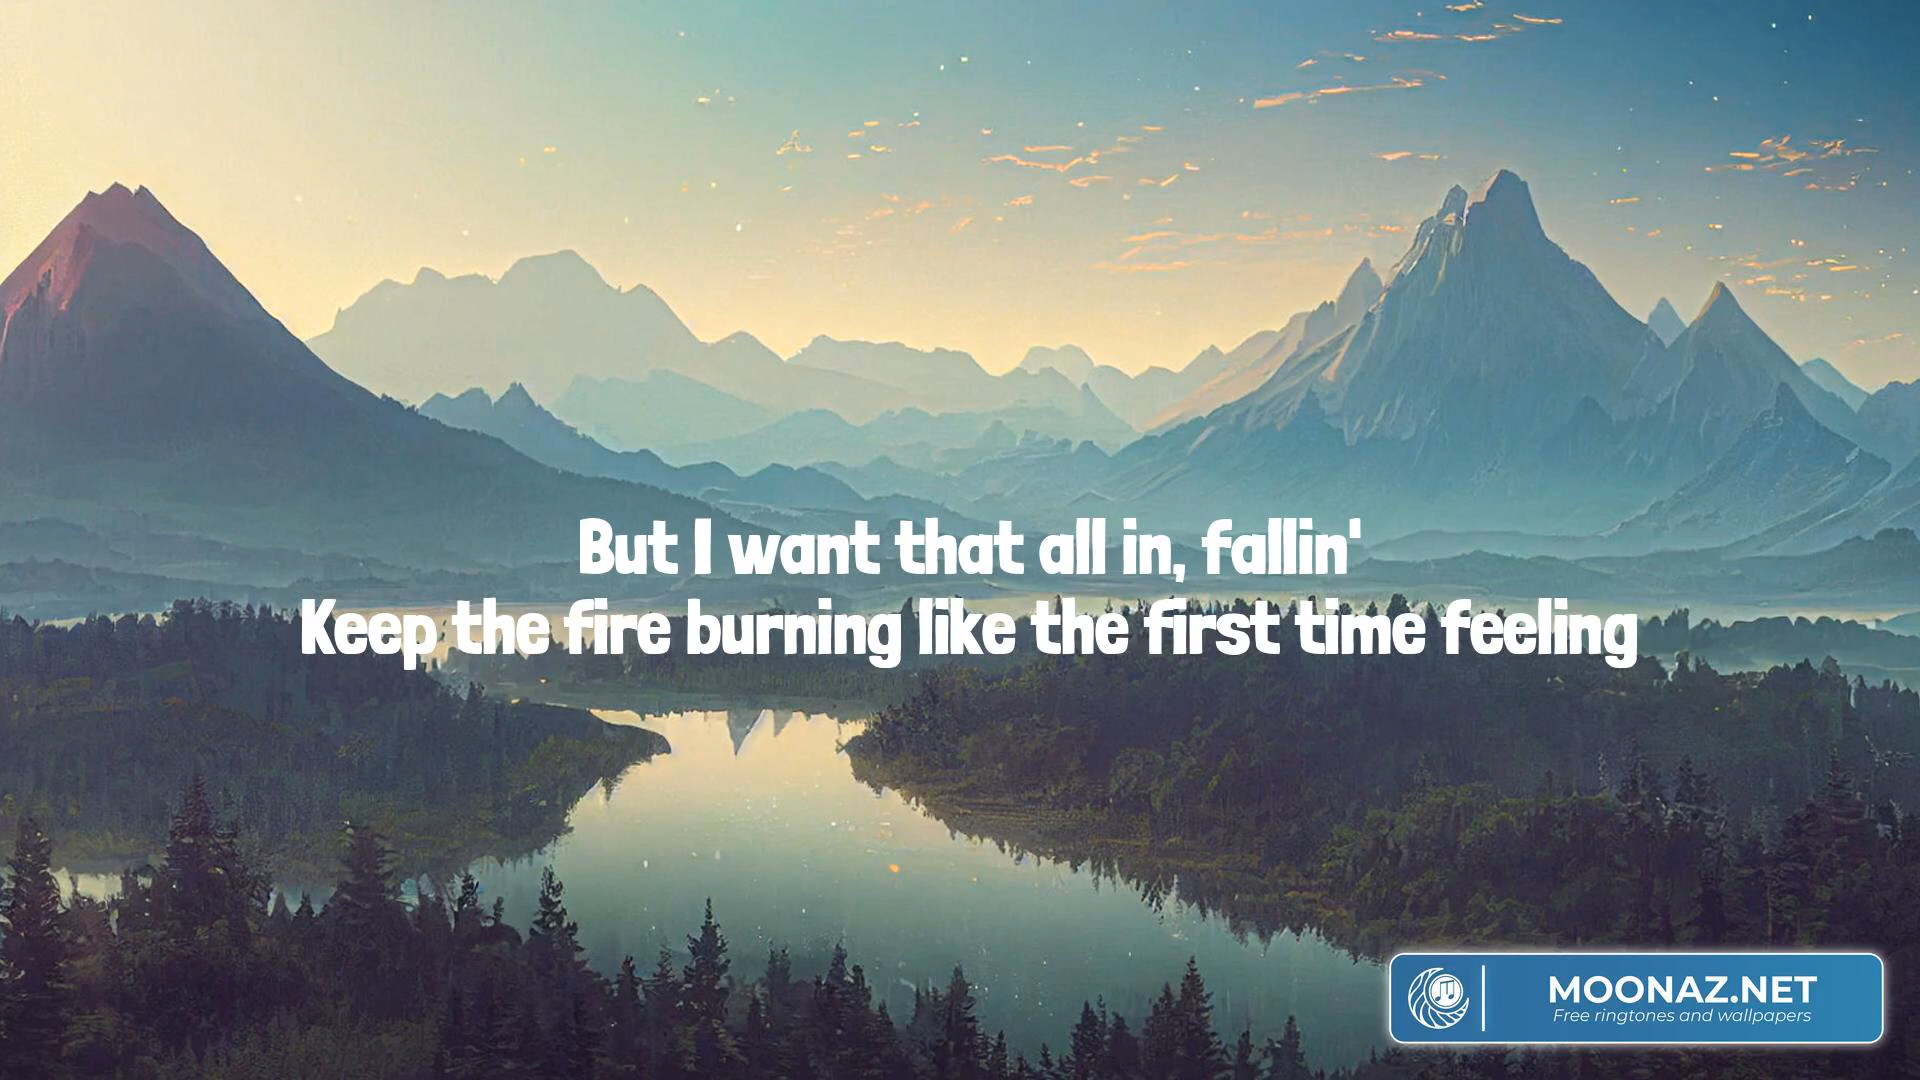 But I want that all in, fallin'
Keep the fire burning like the first time feeling
MOONAZ.NET
Free ringtones and wallpapers